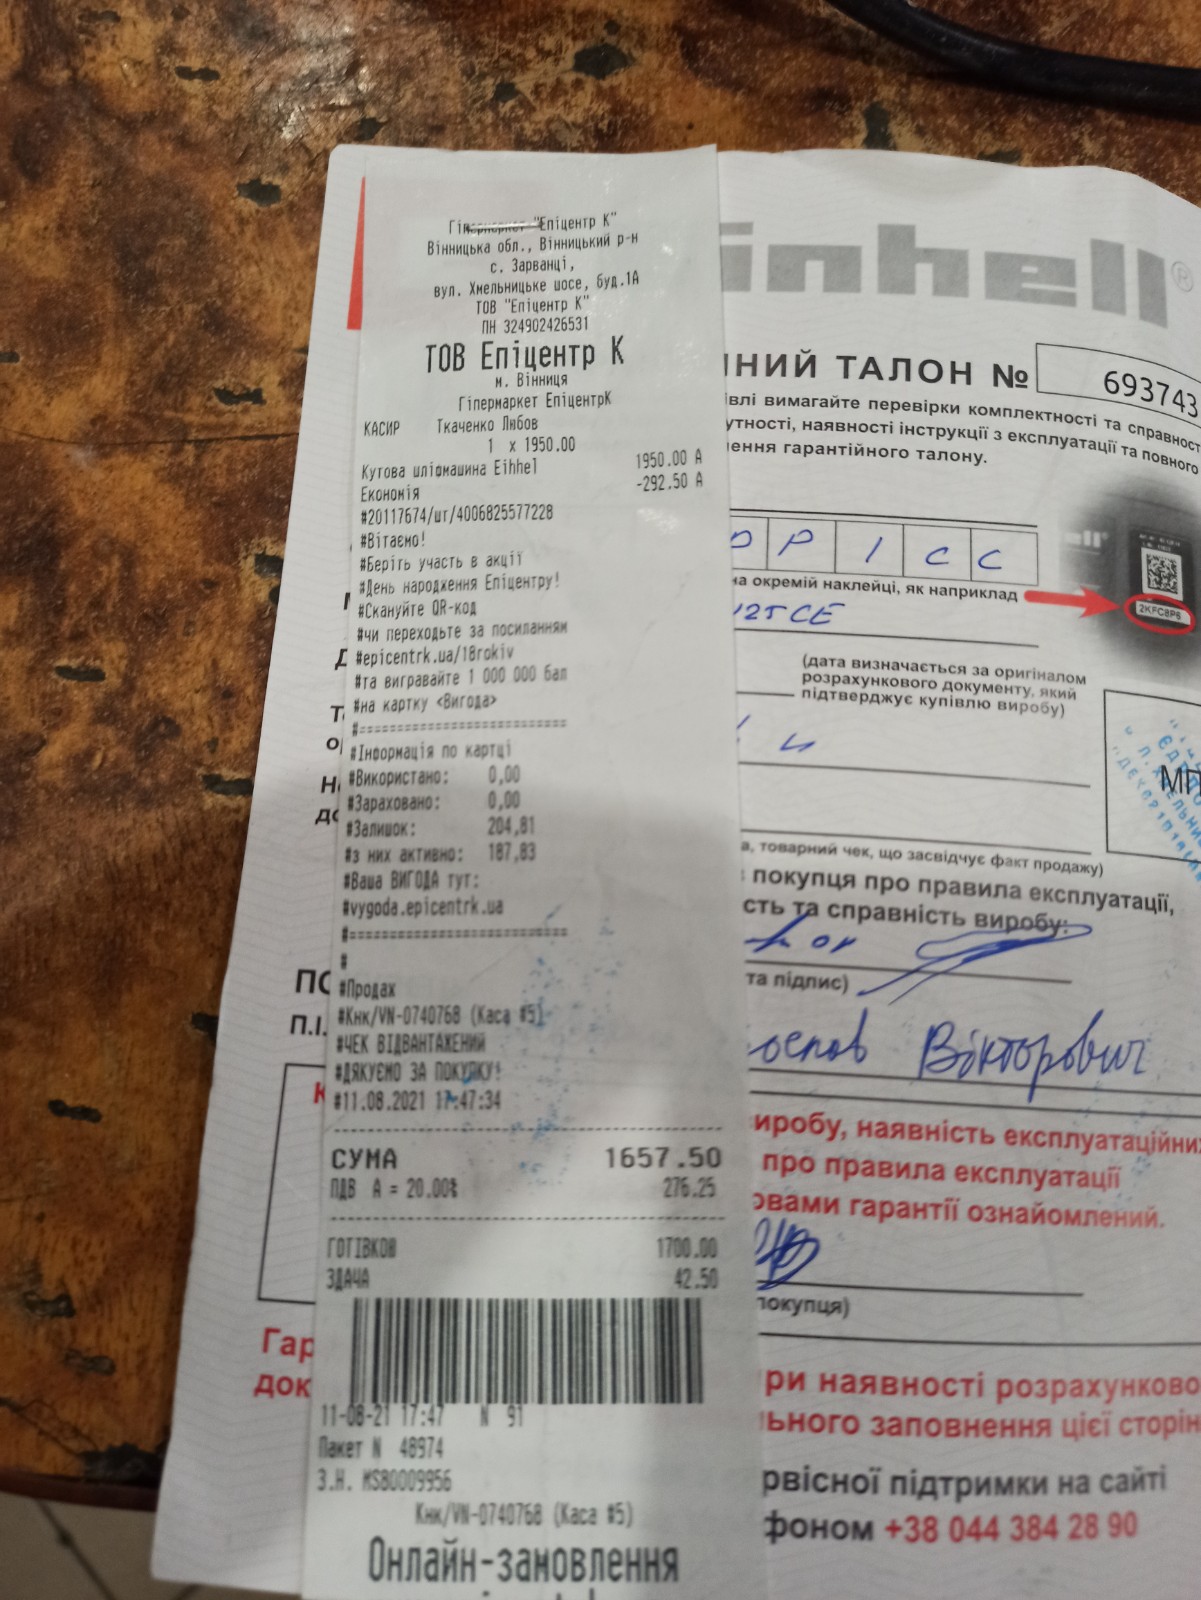 Гіпермаркет "Епіцентр К"
Вінницька обл., Вінницький р-н
с. Зарванці,
вул. Хмельницьке шосе, буд.1А
ТОВ "Епіцентр К"
ПН 324902426531
ТОВ Епіцентр К
м. Вінниця
Гіпермаркет ЕпіцентрК
КАСИР Ткаченко Любов
1 x 1950.00
Кутова шліфмашина Eihhel 1950.00 А
Економія -292.50 А
#20117674/шт/4006825577228
#Вітаємо!
#Беріть участь в акції
#День народження Епіцентру!
#Скануйте QR-код
#чи переходьте за посиланням
#epicentrk.ua/18rokiv
#та вигравайте 1 000 000 бал
#на картку <Вигода>
#===========================
#Інформація по картці
#Використано: 0,00
#Зараховано: 0,00
#Залишок: 204,81
#з них активно: 187,83
#Ваша ВИГОДА тут:
#vygoda.epicentrk.ua
#===========================
#
#Продаж
#Кнк/VN-0740768 (Каса #5)
#ЧЕК ВІДВАНТАЖЕНИЙ
#ДЯКУЄМО ЗА ПОКУПКУ!
#11.08.2021 17:47:34
СУМА 1657.50
ПДВ А = 20.00% 276.25
ГОТІВКОВ 1700.00
ЗДАЧА 42.50
11-08-21 17:47 N 91
Пакет N 48974
З.Н. MS80009956
Кнк/VN-0740768 (Каса #5)
Онлайн-замовлення
inhell®
НИЙ ТАЛОН № 693743
влі вимагайте перевірки комплектності та справност
утності, наявності інструкції з експлуатації та повного
ення гарантійного талону.
P I C C
на окремій наклейці, як наприклад
2KFC8P6
125 CE
(дата визначається за оригіналом
розрахункового документу, який
підтверджує купівлю виробу)
МП
а, товарний чек, що засвідчує факт продажу)
покупця про правила експлуатації,
сть та справність виробу:
та підпис)
Вікторович
ПО
П.І.
иробу, наявність експлуатаційни
про правила експлуатації
овами гарантії ознайомлений.
покупця)
Гар
док
ри наявності розрахунково
льного заповнення цієї сторін
рвісної підтримки на сайті
фоном +38 044 384 28 90